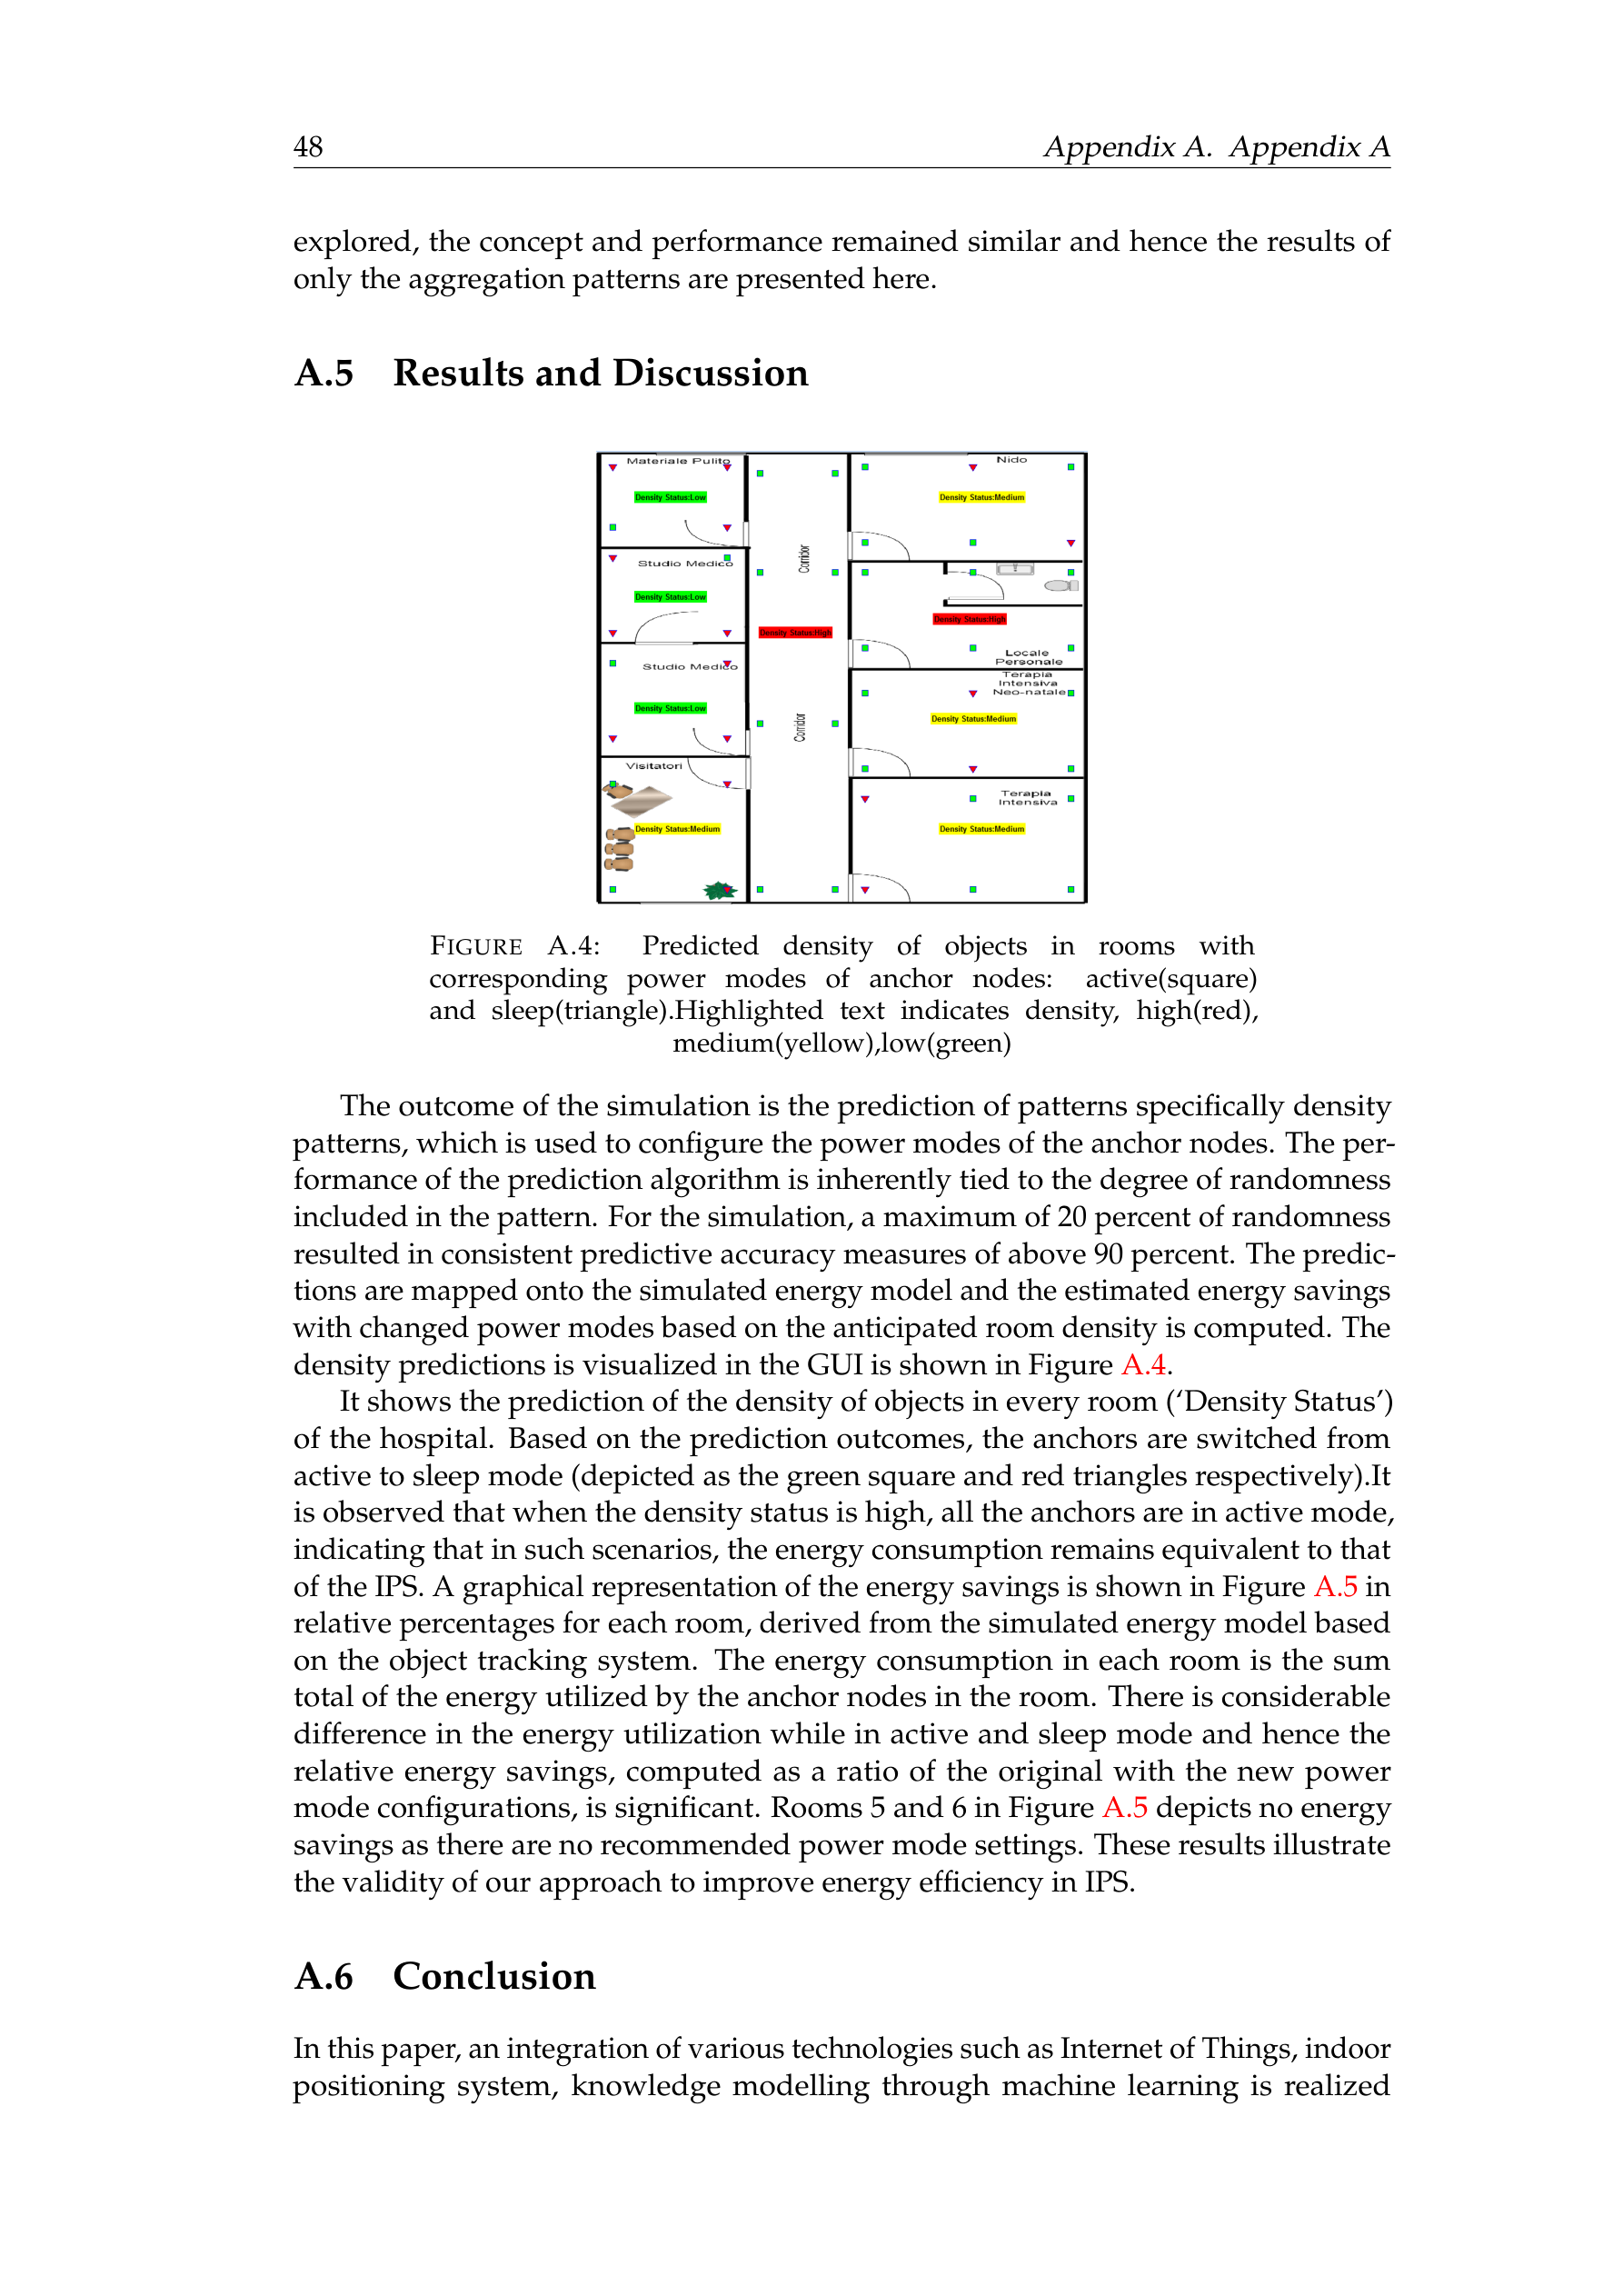 48
Appendix A. Appendix A
explored, the concept and performance remained similar and hence the results of
only the aggregation patterns are presented here.
A.5 Results and Discussion
Materiale Pulito
Density Status:Low
Studio Medico
Density Status:Low
Studio Medico
Density Status:Low
Visitatori
Density Status:Medium
Corridor
Density Status:High
Corridor
Nido
Density Status:Medium
Density Status:High
Locale
Personale
Terapia
Intensiva
Neo-natale
Density Status:Medium
Terapia
Intensiva
Density Status:Medium
FIGURE A.4: Predicted density of objects in rooms with
corresponding power modes of anchor nodes: active(square)
and sleep(triangle).Highlighted text indicates density, high(red),
medium(yellow),low(green)
The outcome of the simulation is the prediction of patterns specifically density
patterns, which is used to configure the power modes of the anchor nodes. The per-
formance of the prediction algorithm is inherently tied to the degree of randomness
included in the pattern. For the simulation, a maximum of 20 percent of randomness
resulted in consistent predictive accuracy measures of above 90 percent. The predic-
tions are mapped onto the simulated energy model and the estimated energy savings
with changed power modes based on the anticipated room density is computed. The
density predictions is visualized in the GUI is shown in Figure A.4.
It shows the prediction of the density of objects in every room (‘Density Status’)
of the hospital. Based on the prediction outcomes, the anchors are switched from
active to sleep mode (depicted as the green square and red triangles respectively).It
is observed that when the density status is high, all the anchors are in active mode,
indicating that in such scenarios, the energy consumption remains equivalent to that
of the IPS. A graphical representation of the energy savings is shown in Figure A.5 in
relative percentages for each room, derived from the simulated energy model based
on the object tracking system. The energy consumption in each room is the sum
total of the energy utilized by the anchor nodes in the room. There is considerable
difference in the energy utilization while in active and sleep mode and hence the
relative energy savings, computed as a ratio of the original with the new power
mode configurations, is significant. Rooms 5 and 6 in Figure A.5 depicts no energy
savings as there are no recommended power mode settings. These results illustrate
the validity of our approach to improve energy efficiency in IPS.
A.6 Conclusion
In this paper, an integration of various technologies such as Internet of Things, indoor
positioning system, knowledge modelling through machine learning is realized